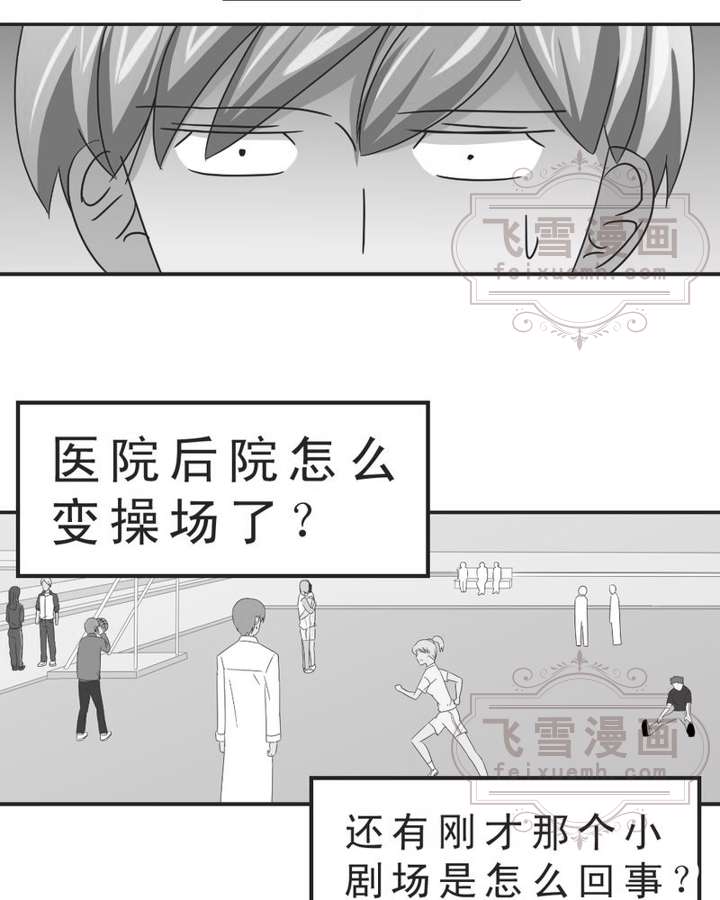 飞雪漫画
feixuemh.com
医院后院怎么
变操场了？
飞雪漫画
feixuemh.com
还有刚才那个小
剧场是怎么回事？